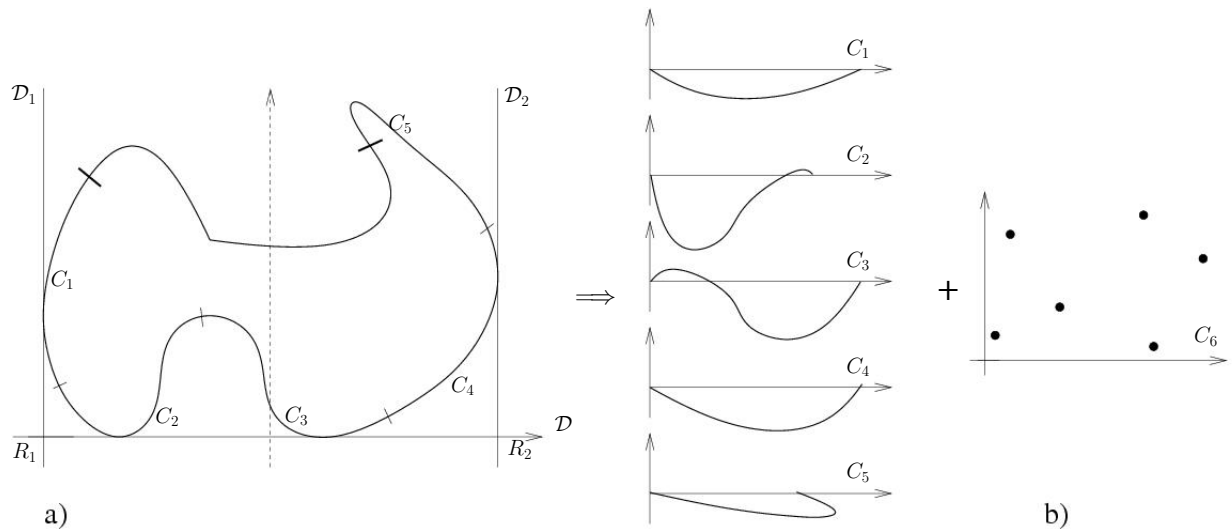 𝒟₁
𝒟₂
C₅
C₁
C₂
C₃
C₄
R₁
R₂
𝒟
a)
⇒
C₁
C₂
C₃
C₄
C₅
+
C₆
b)